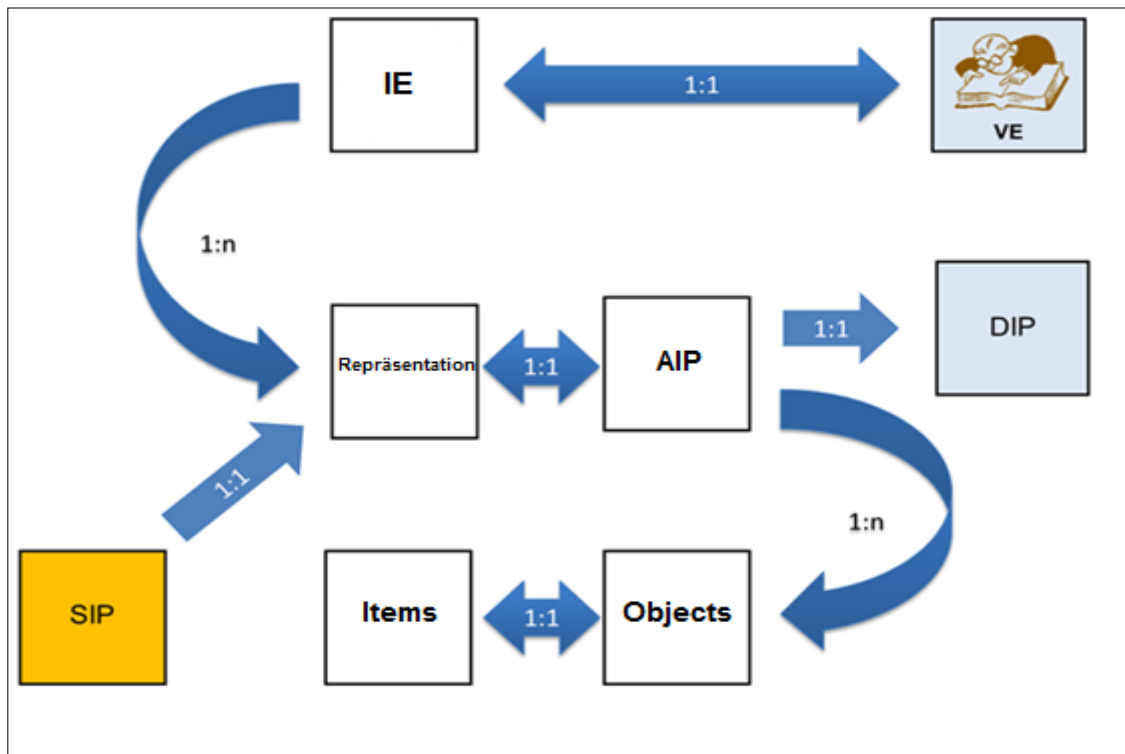 IE
1:1
VE
1:n
Repräsentation
1:1
AIP
1:1
DIP
1:1
1:n
SIP
Items
1:1
Objects